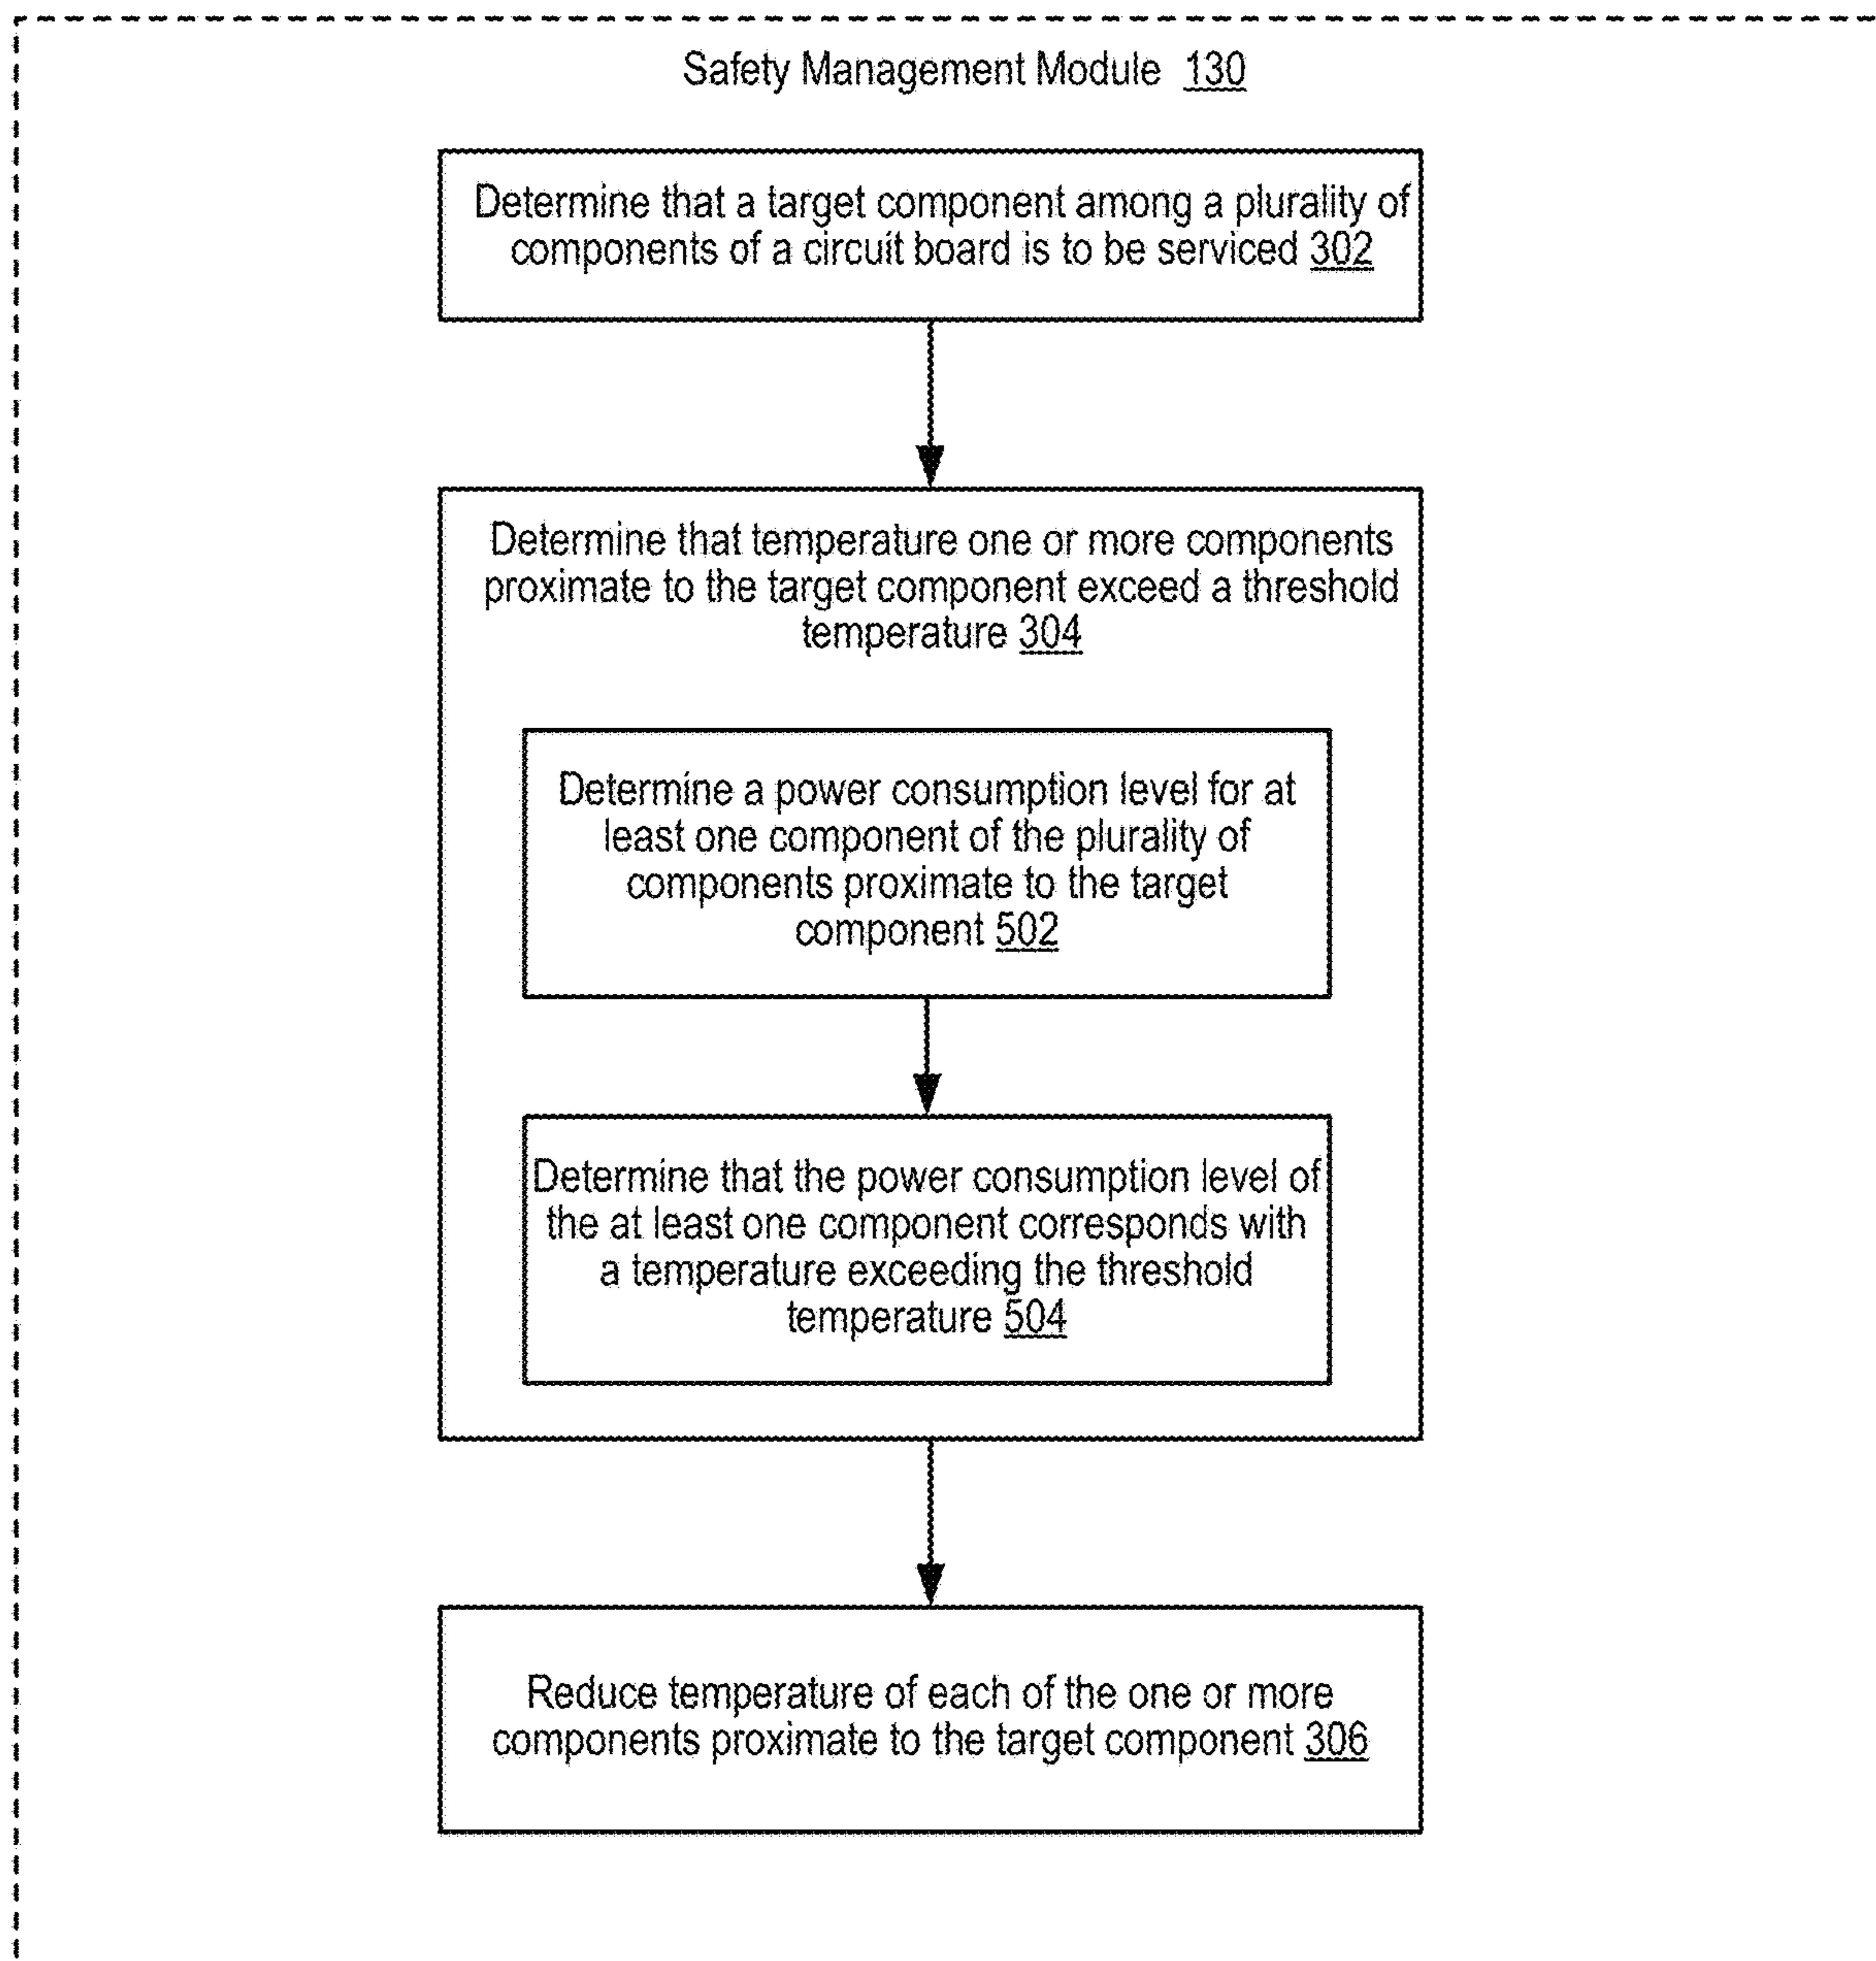 Safety Management Module 130
Determine that a target component among a plurality of
components of a circuit board is to be serviced 302
Determine that temperature one or more components
proximate to the target component exceed a threshold
temperature 304
Determine a power consumption level for at
least one component of the plurality of
components proximate to the target
component 502
Determine that the power consumption level of
the at least one component corresponds with
a temperature exceeding the threshold
temperature 504
Reduce temperature of each of the one or more
components proximate to the target component 306